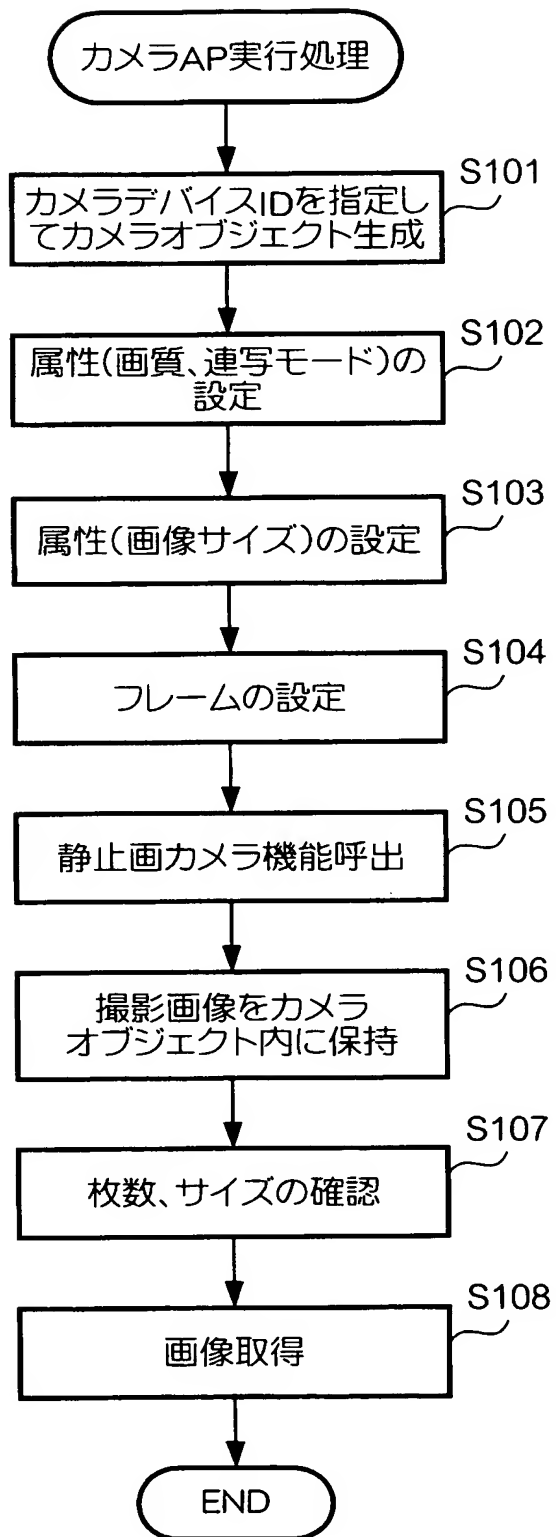 カメラAP実行処理
S101
カメラデバイスIDを指定し
てカメラオブジェクト生成
S102
属性(画質、連写モード)の
設定
S103
属性(画像サイズ)の設定
S104
フレームの設定
S105
静止画カメラ機能呼出
S106
撮影画像をカメラ
オブジェクト内に保持
S107
枚数、サイズの確認
S108
画像取得
END